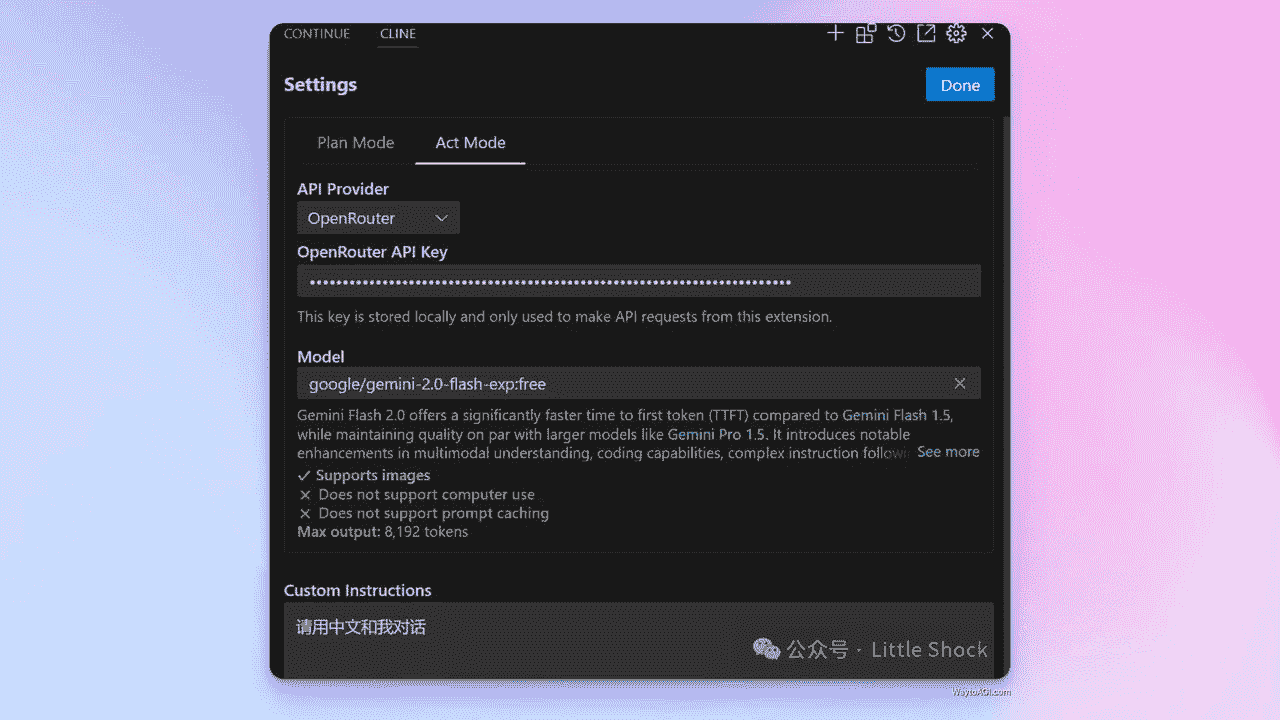 CONTINUE CLINE
Settings
Done
Plan Mode Act Mode
API Provider
OpenRouter
OpenRouter API Key
••••••••••••••••••••••••••••••••••••••••••••••••••••••••••••••••••••••••
This key is stored locally and only used to make API requests from this extension.
Model
google/gemini-2.0-flash-exp:free
Gemini Flash 2.0 offers a significantly faster time to first token (TTFT) compared to Gemini Flash 1.5,
while maintaining quality on par with larger models like Gemini Pro 1.5. It introduces notable
enhancements in multimodal understanding, coding capabilities, complex instruction followi See more
✓ Supports images
✕ Does not support computer use
✕ Does not support prompt caching
Max output: 8,192 tokens
Custom Instructions
请用中文和我对话
公众号 · Little Shock
WaytoAGI.com